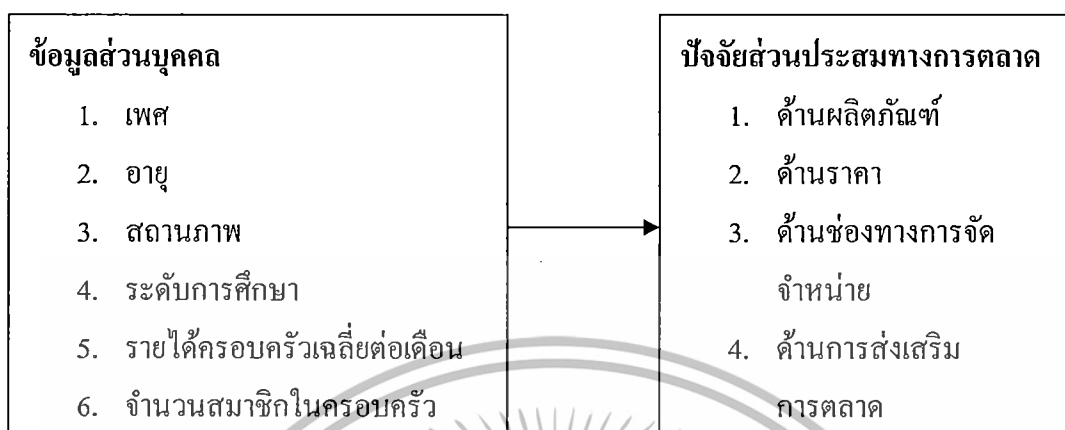 ข้อมูลส่วนบุคคล
1. เพศ
2. อายุ
3. สถานภาพ
4. ระดับการศึกษา
5. รายได้ครอบครัวเฉลี่ยต่อเดือน
6. จำนวนสมาชิกในครอบครัว
ปัจจัยส่วนประสมทางการตลาด
1. ด้านผลิตภัณฑ์
2. ด้านราคา
3. ด้านช่องทางการจัด
จำหน่าย
4. ด้านการส่งเสริม
การตลาด